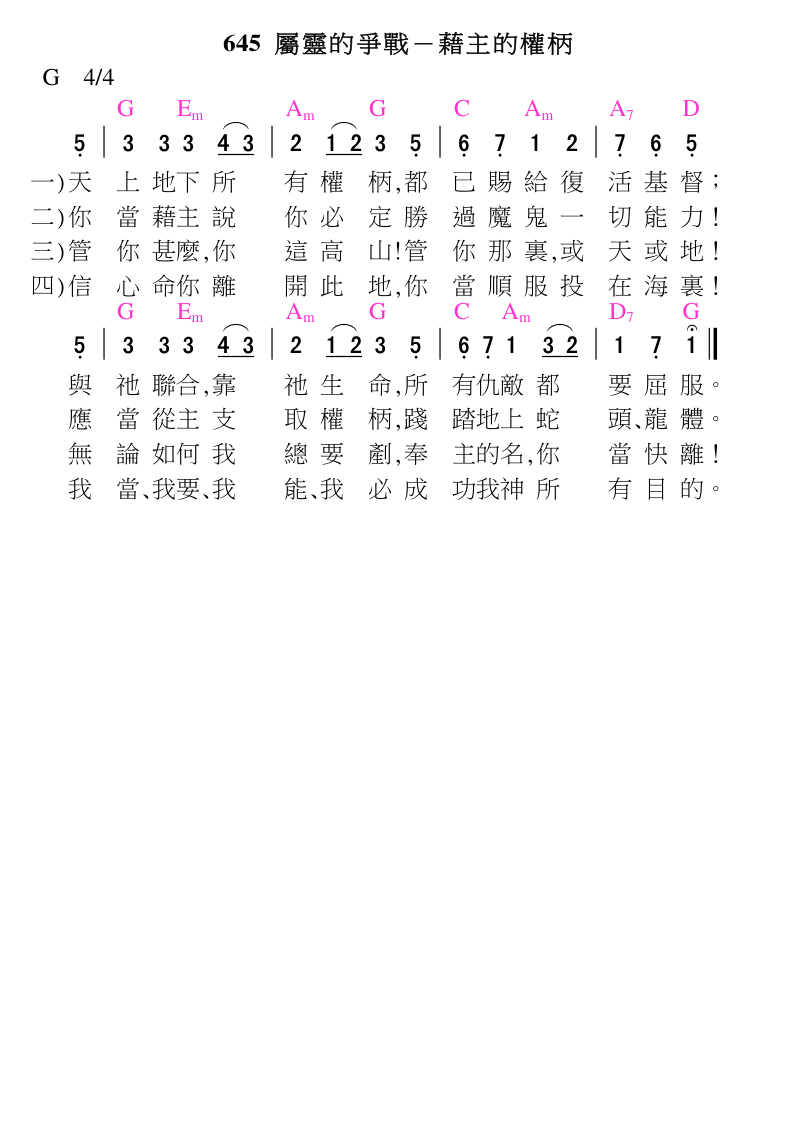 645 屬靈的爭戰－藉主的權柄
G 4/4
G Em Am G C Am A7 D
5 | 3 3 3 4 3 | 2 1 2 3 5 | 6 7 1 2 | 7 6 5
一)天 上 地下 所 有 權 柄,都 已 賜 給 復 活 基 督；
二)你 當 藉主 說 你 必 定 勝 過 魔 鬼 一 切 能 力！
三)管 你 甚麼,你 這 高 山!管 你 那 裏,或 天 或 地！
四)信 心 命你 離 開 此 地,你 當 順 服 投 在 海 裏！
G Em Am G C Am D7 G
5 | 3 3 3 4 3 | 2 1 2 3 5 | 6 7 1 3 2 | 1 7 1
與 祂 聯合,靠 祂 生 命,所 有仇敵 都 要 屈 服。
應 當 從主 支 取 權 柄,踐 踏地上 蛇 頭、龍 體。
無 論 如何 我 總 要 剷,奉 主的名,你 當 快 離！
我 當、我要、我 能、我 必 成 功我神 所 有 目 的。